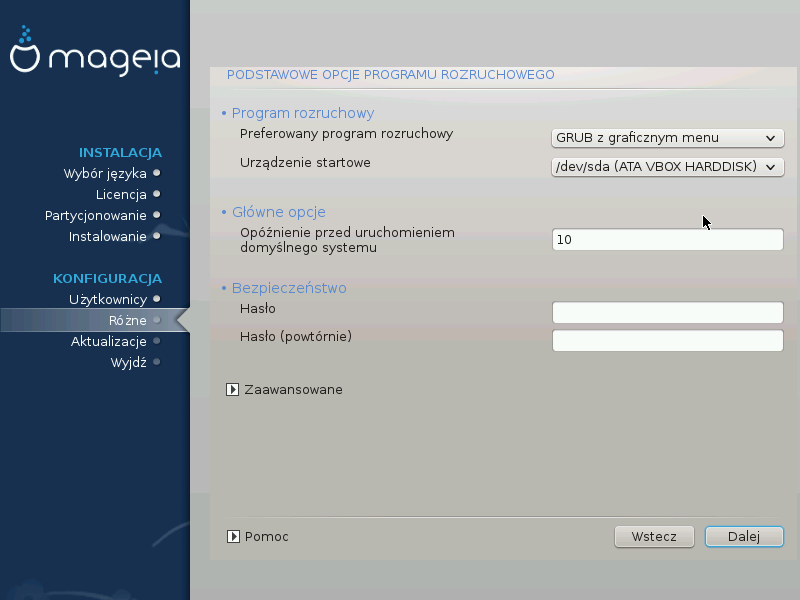 mageia
INSTALACJA
Wybór języka
Licencja
Partycjonowanie
Instalowanie
KONFIGURACJA
Użytkownicy
Różne
Aktualizacje
Wyjdź
PODSTAWOWE OPCJE PROGRAMU ROZRUCHOWEGO
• Program rozruchowy
Preferowany program rozruchowy
GRUB z graficznym menu
Urządzenie startowe
/dev/sda (ATA VBOX HARDDISK)
• Główne opcje
Opóźnienie przed uruchomieniem
domyślnego systemu
10
• Bezpieczeństwo
Hasło
Hasło (powtórnie)
Zaawansowane
Pomoc
Wstecz
Dalej